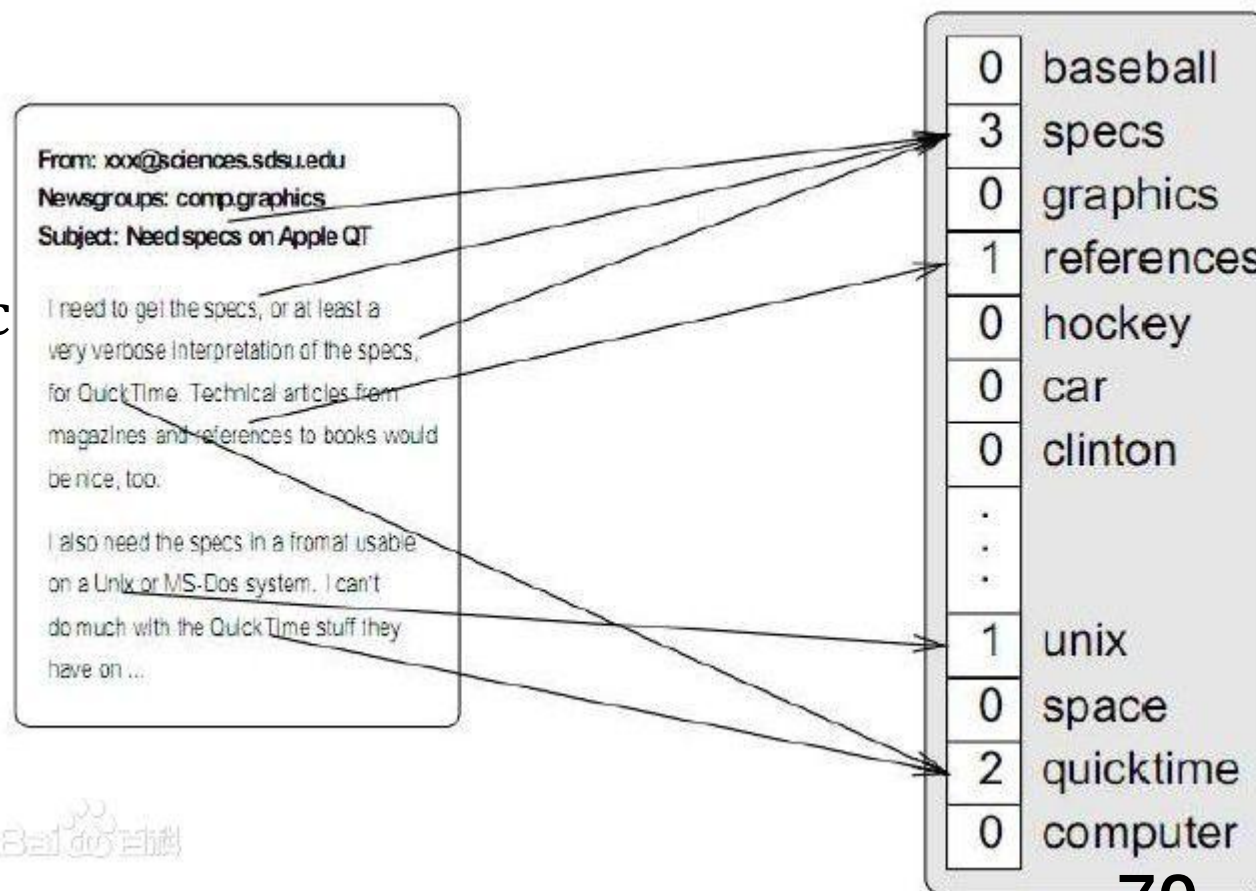 From: xxx@sciences.sdsu.edu
Newsgroups: comp.graphics
Subject: Need specs on Apple QT
I need to get the specs, or at least a
very verbose interpretation of the specs,
for QuickTime. Technical articles from
magazines and references to books would
be nice, too.
I also need the specs in a fromat usable
on a Unix or MS-Dos system. I can't
do much with the QuickTime stuff they
have on ...
c
0 baseball
3 specs
0 graphics
1 references
0 hockey
0 car
0 clinton
.
.
.
1 unix
0 space
2 quicktime
0 computer
Bai 百科